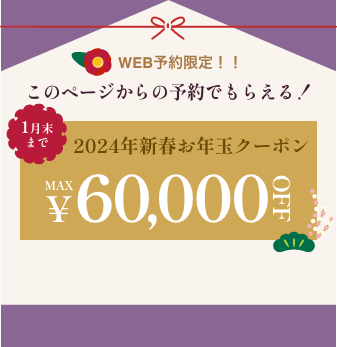 WEB予約限定！！
このページからの予約でもらえる！
1月末
まで
2024年新春お年玉クーポン
MAX
￥60,000
OFF